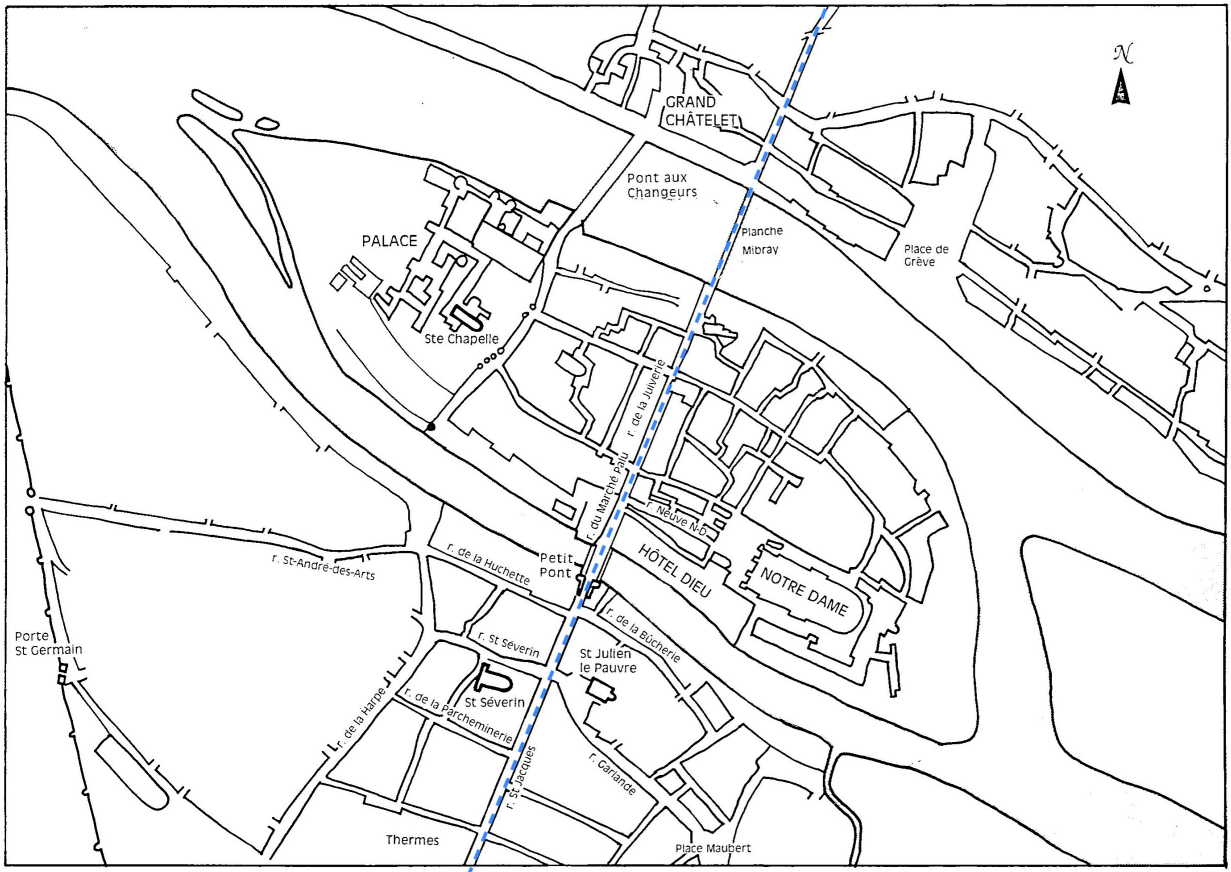 N
GRAND
CHÂTELET
Pont aux
Changeurs
PALACE
Planche
Mibray
Place de
Grève
Ste Chapelle
r. de la Juiverie
r. du Marché Palu
r. Neuve N-D
Petit
Pont
HÔTEL DIEU
NOTRE DAME
r. de la Huchette
r. St-André-des-Arts
r. de la Bûcherie
Porte
St Germain
r. St Séverin
St Julien
le Pauvre
St Séverin
r. de la Harpe
r. de la Parcheminerie
r. St Jacques
r. Garlande
Thermes
Place Maubert